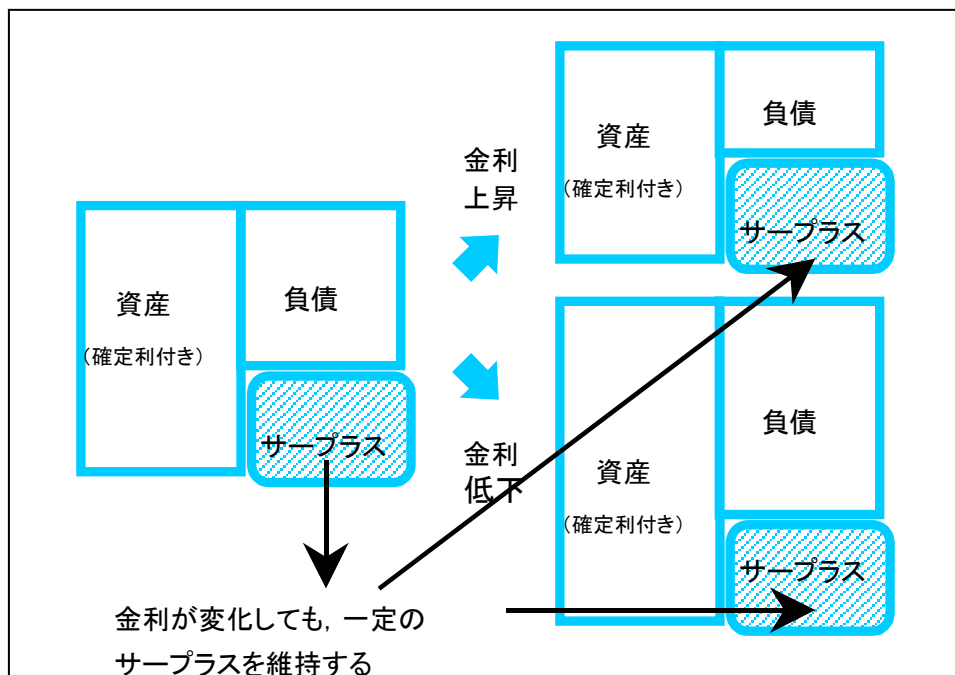 資産
(確定利付き)
負債
サープラス
金利
上昇
資産
(確定利付き)
負債
サープラス
金利
低下
資産
(確定利付き)
負債
サープラス
金利が変化しても, 一定の
サープラスを維持する